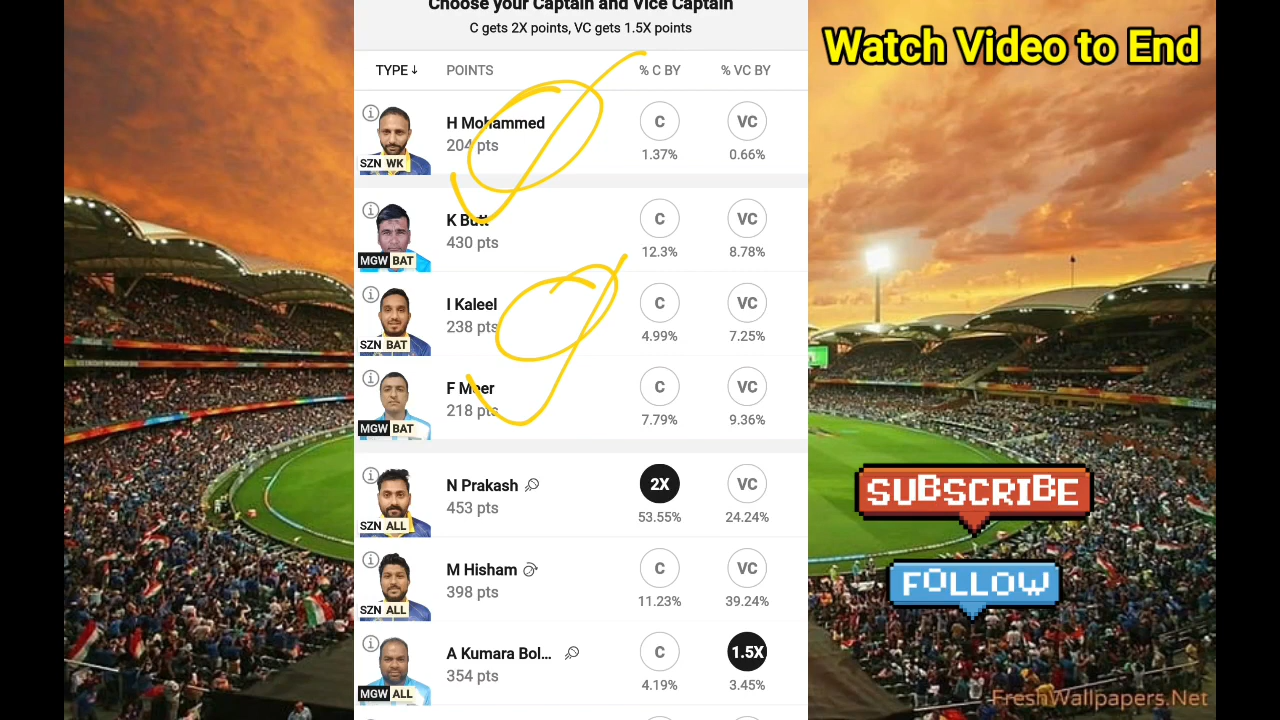 Choose your Captain and Vice Captain
C gets 2X points, VC gets 1.5X points
Watch Video to End
TYPE↓ POINTS % C BY % VC BY
H Mohammed
204 pts
SZN WK
C VC
1.37% 0.66%
K Butt
430 pts
MGW BAT
C VC
12.3% 8.78%
I Kaleel
238 pts
SZN BAT
C VC
4.99% 7.25%
F Meer
218 pts
MGW BAT
C VC
7.79% 9.36%
N Prakash
453 pts
SZN ALL
2X VC
53.55% 24.24%
M Hisham
398 pts
SZN ALL
C VC
11.23% 39.24%
A Kumara Bol...
354 pts
MGW ALL
C 1.5X
4.19% 3.45%
SUBSCRIBE
FOLLOW
FreshWallpapers.Net